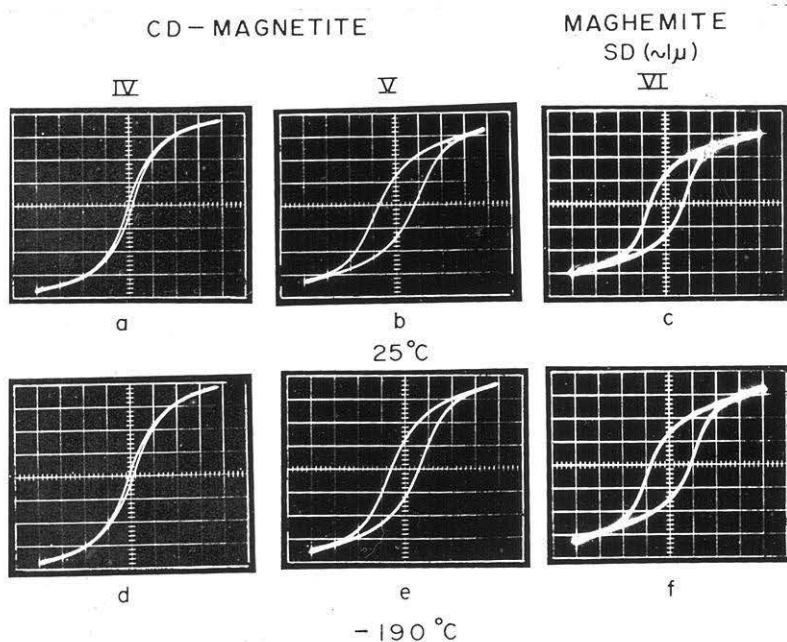 CD-MAGNETITE
MAGHEMITE
SD (~1μ)
IV
V
VI
a
b
c
25°C
d
e
f
-190 °C